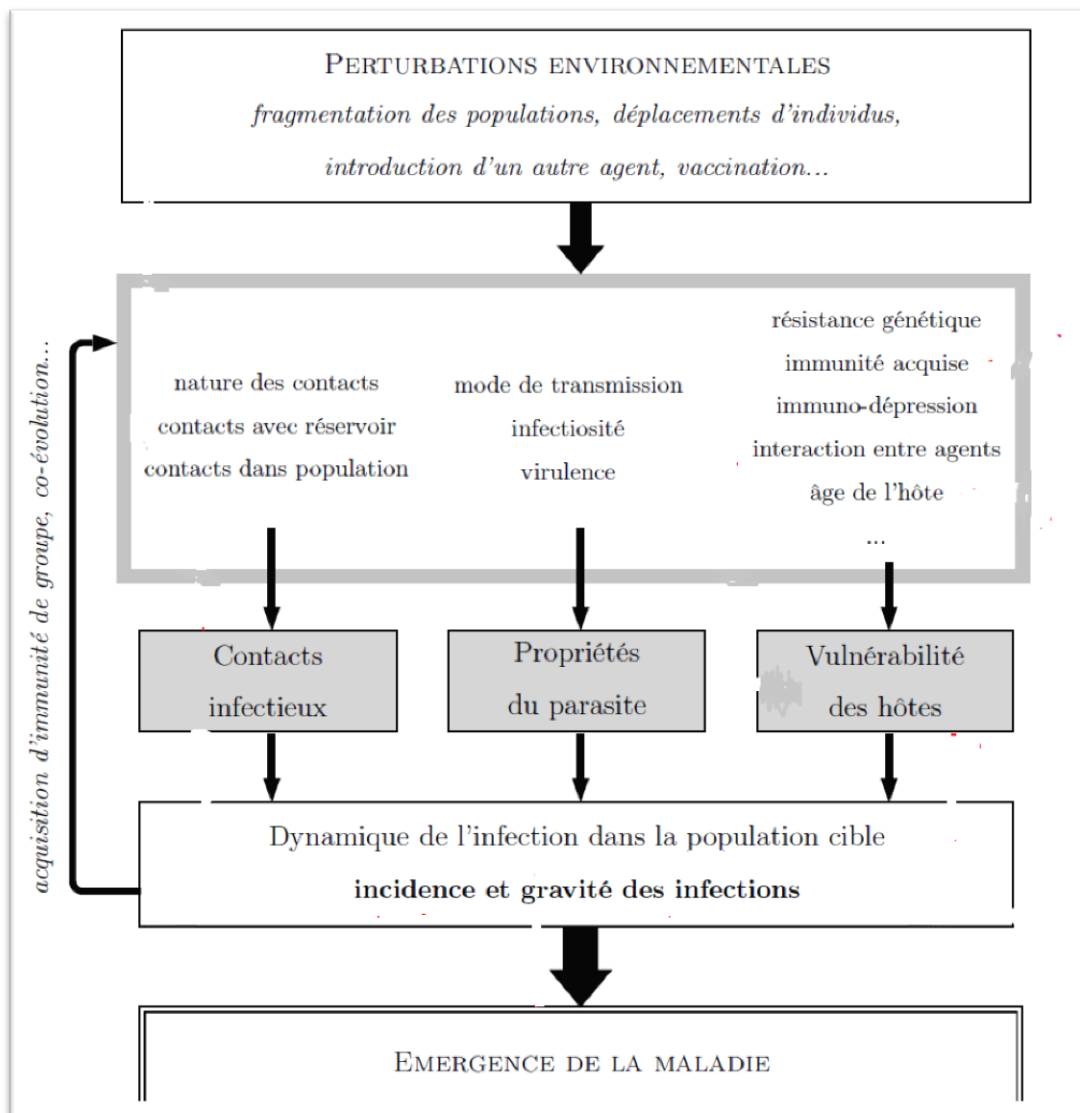 PERTURBATIONS ENVIRONNEMENTALES
fragmentation des populations, déplacements d'individus,
introduction d'un autre agent, vaccination...
acquisition d'immunité de groupe, co-évolution...
nature des contacts
contacts avec réservoir
contacts dans population
mode de transmission
infectiosité
virulence
résistance génétique
immunité acquise
immuno-dépression
interaction entre agents
âge de l'hôte
...
Contacts
infectieux
Propriétés
du parasite
Vulnérabilité
des hôtes
Dynamique de l'infection dans la population cible
incidence et gravité des infections
EMERGENCE DE LA MALADIE